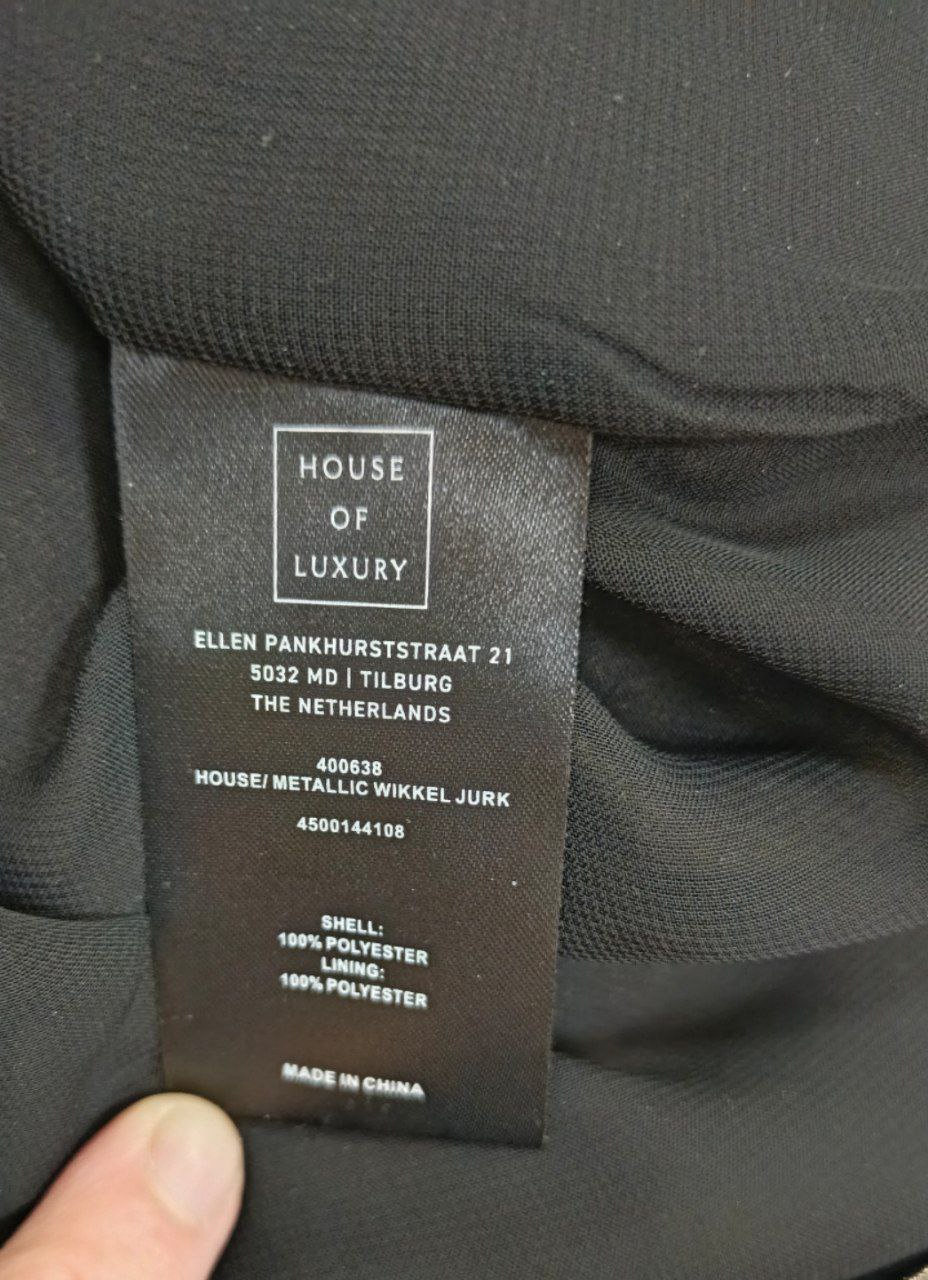 HOUSE
OF
LUXURY
ELLEN PANKHURSTSTRAAT 21
5032 MD | TILBURG
THE NETHERLANDS
400638
HOUSE/ METALLIC WIKKEL JURK
4500144108
SHELL:
100% POLYESTER
LINING:
100% POLYESTER
MADE IN CHINA